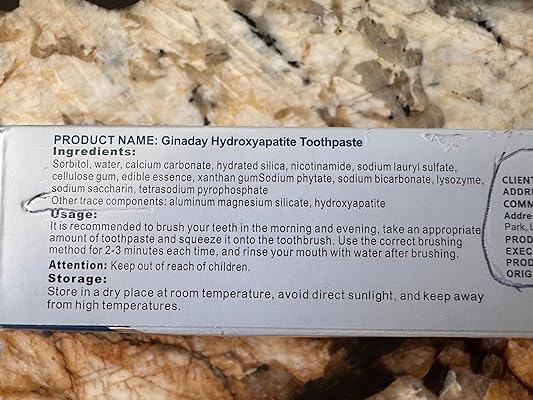 PRODUCT NAME: Ginaday Hydroxyapatite Toothpaste
Ingredients:
Sorbitol, water, calcium carbonate, hydrated silica, nicotinamide, sodium lauryl sulfate,
cellulose gum, edible essence, xanthan gumSodium phytate, sodium bicarbonate, lysozyme,
sodium saccharin, tetrasodium pyrophosphate
Other trace components: aluminum magnesium silicate, hydroxyapatite
Usage:
It is recommended to brush your teeth in the morning and evening, take an appropriate
amount of toothpaste and squeeze it onto the toothbrush. Use the correct brushing
method for 2-3 minutes each time, and rinse your mouth with water after brushing.
Attention: Keep out of reach of children.
Storage:
Store in a dry place at room temperature, avoid direct sunlight, and keep away
from high temperatures.
CLIENT
ADDRE
COMM
Addres
Park, L
PROD
EXEC
PROD
ORIG